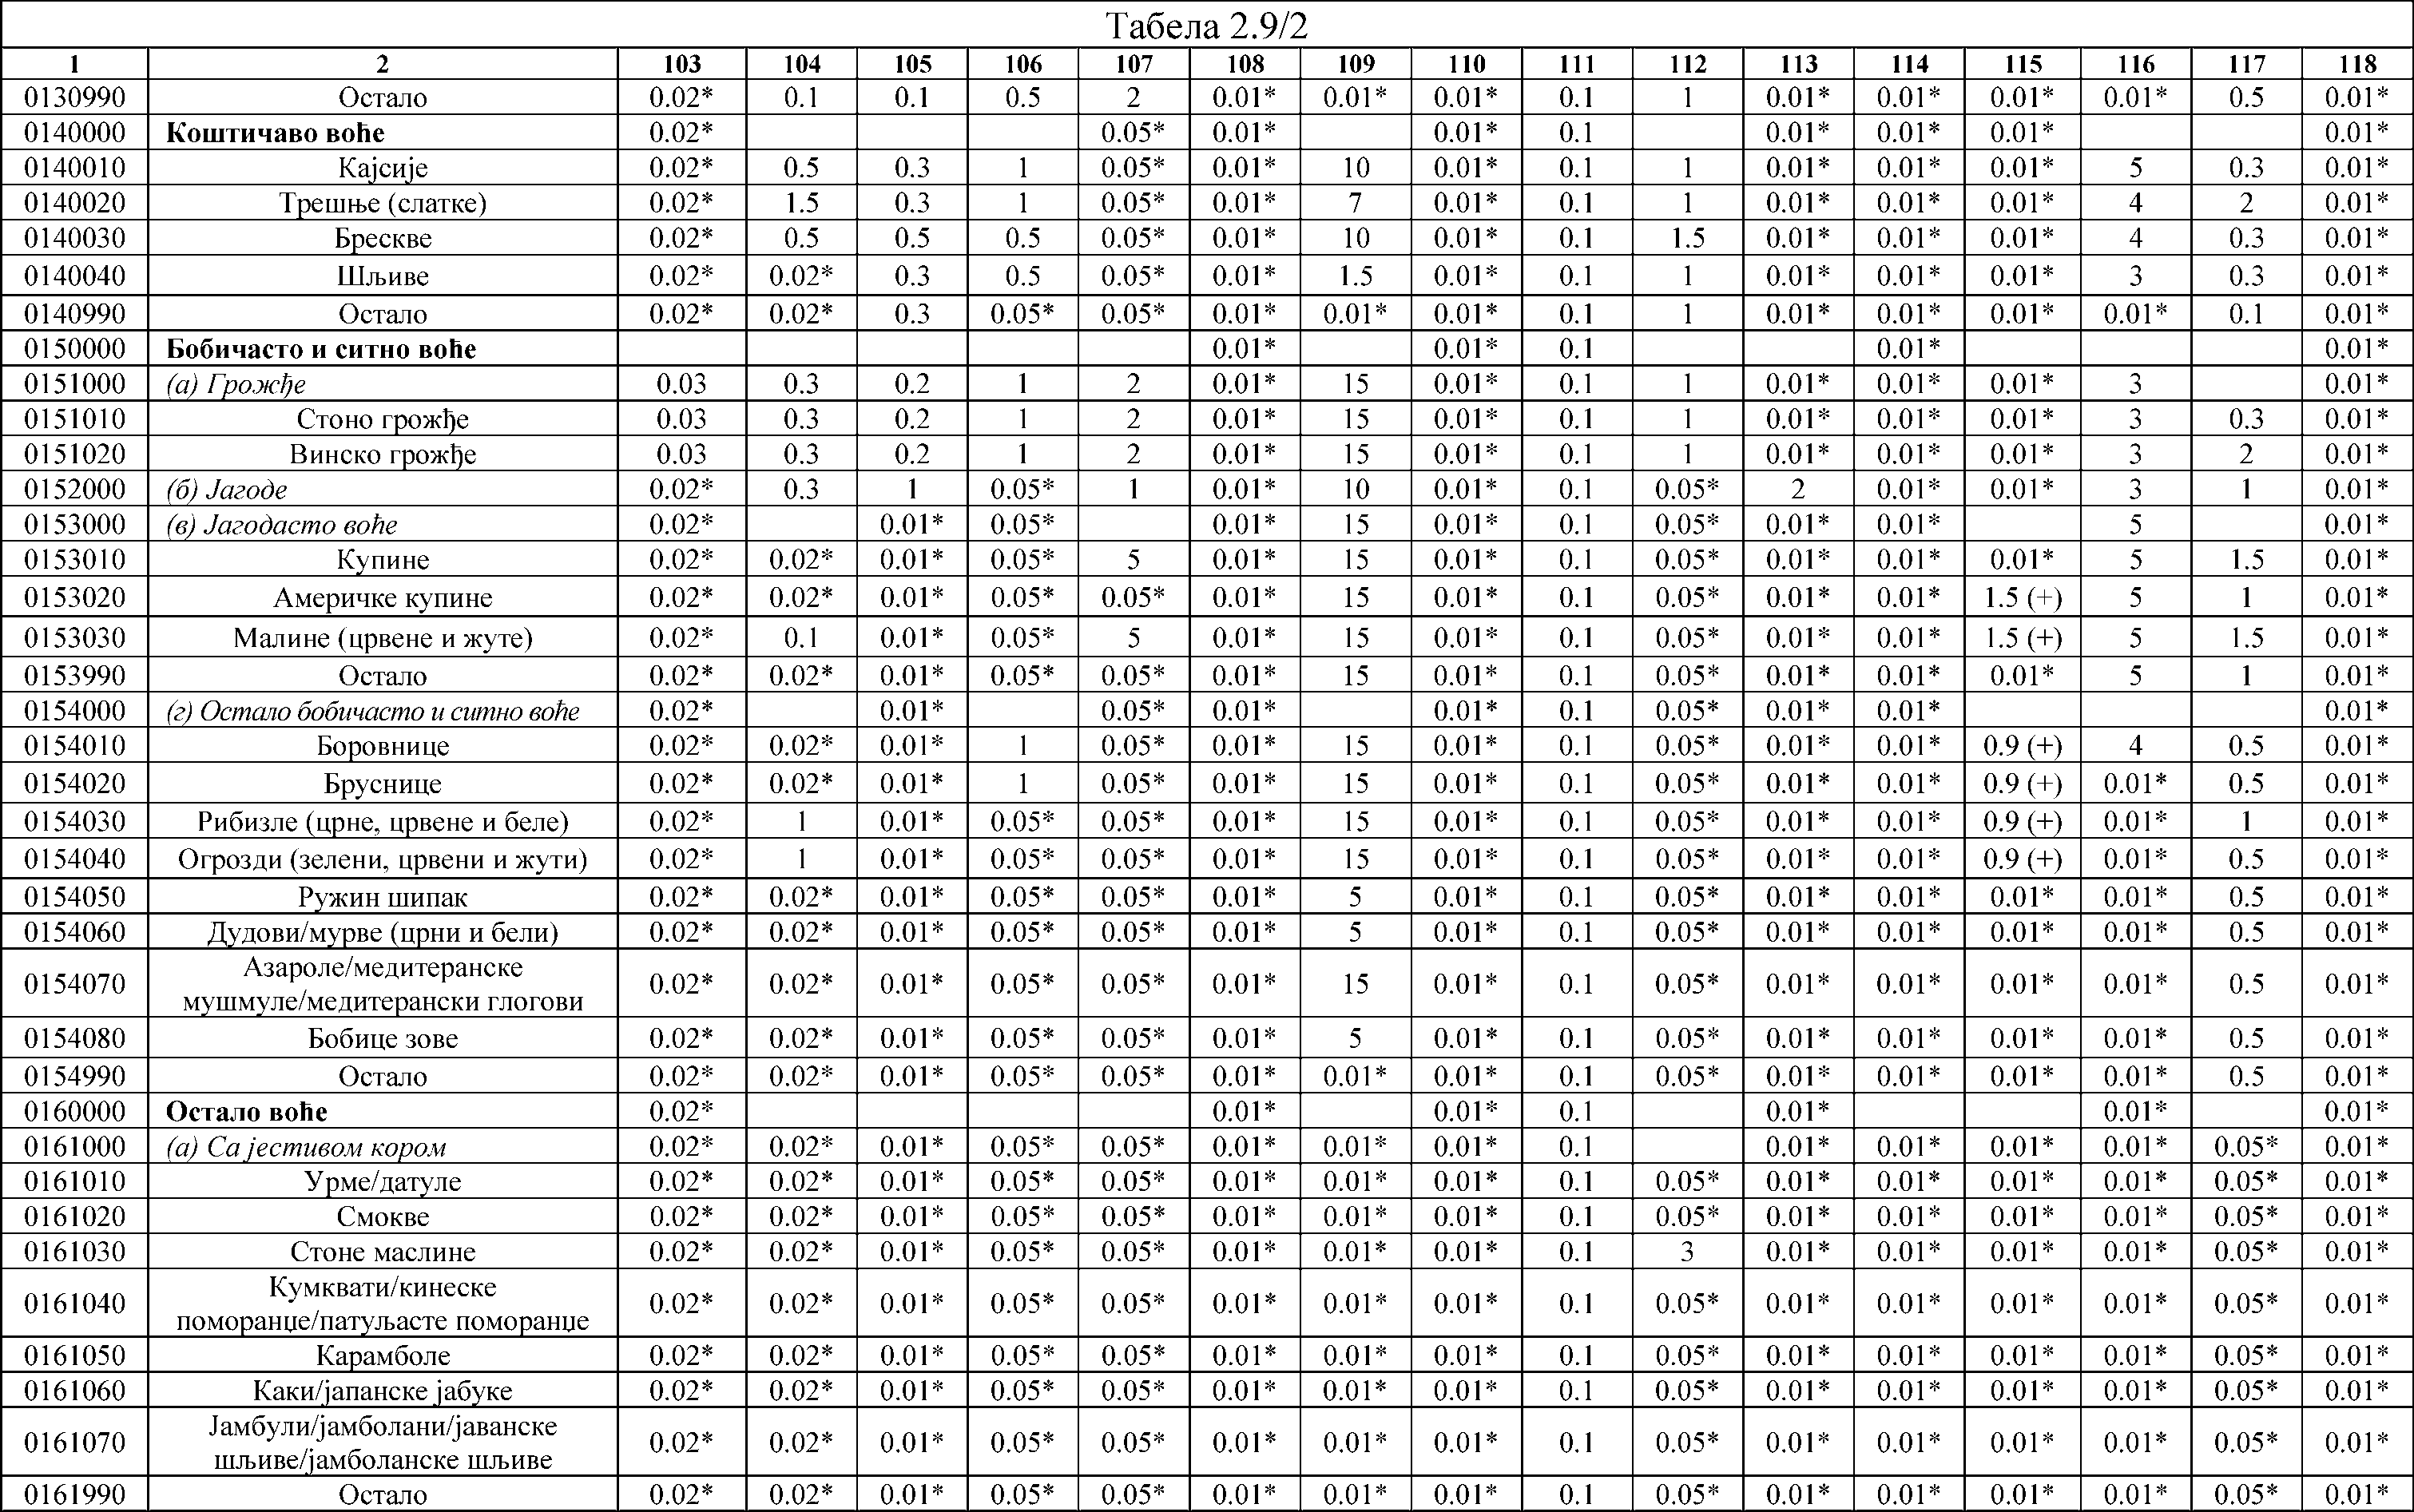 Табела 2.9/2
1 2 103 104 105 106 107 108 109 110 111 112 113 114 115 116 117 118
0130990 Остало 0.02* 0.1 0.1 0.5 2 0.01* 0.01* 0.01* 0.1 1 0.01* 0.01* 0.01* 0.01* 0.5 0.01*
0140000 Коштичаво воће 0.02* 0.05* 0.01* 0.01* 0.1 0.01* 0.01* 0.01* 0.01*
0140010 Кајсије 0.02* 0.5 0.3 1 0.05* 0.01* 10 0.01* 0.1 1 0.01* 0.01* 0.01* 5 0.3 0.01*
0140020 Трешње (слатке) 0.02* 1.5 0.3 1 0.05* 0.01* 7 0.01* 0.1 1 0.01* 0.01* 0.01* 4 2 0.01*
0140030 Брескве 0.02* 0.5 0.5 0.5 0.05* 0.01* 10 0.01* 0.1 1.5 0.01* 0.01* 0.01* 4 0.3 0.01*
0140040 Шљиве 0.02* 0.02* 0.3 0.5 0.05* 0.01* 1.5 0.01* 0.1 1 0.01* 0.01* 0.01* 3 0.3 0.01*
0140990 Остало 0.02* 0.02* 0.3 0.05* 0.05* 0.01* 0.01* 0.01* 0.1 1 0.01* 0.01* 0.01* 0.01* 0.1 0.01*
0150000 Бобичасто и ситно воће 0.01* 0.01* 0.1 0.01* 0.01*
0151000 (а) Грожђе 0.03 0.3 0.2 1 2 0.01* 15 0.01* 0.1 1 0.01* 0.01* 0.01* 3 0.01*
0151010 Стоно грожђе 0.03 0.3 0.2 1 2 0.01* 15 0.01* 0.1 1 0.01* 0.01* 0.01* 3 0.3 0.01*
0151020 Винско грожђе 0.03 0.3 0.2 1 2 0.01* 15 0.01* 0.1 1 0.01* 0.01* 0.01* 3 2 0.01*
0152000 (б) Јагоде 0.02* 0.3 1 0.05* 1 0.01* 10 0.01* 0.1 0.05* 2 0.01* 0.01* 3 1 0.01*
0153000 (в) Јагодасто воће 0.02* 0.01* 0.05* 0.01* 15 0.01* 0.1 0.05* 0.01* 0.01* 5 0.01*
0153010 Купине 0.02* 0.02* 0.01* 0.05* 5 0.01* 15 0.01* 0.1 0.05* 0.01* 0.01* 0.01* 5 1.5 0.01*
0153020 Америчке купине 0.02* 0.02* 0.01* 0.05* 0.05* 0.01* 15 0.01* 0.1 0.05* 0.01* 0.01* 1.5 (+) 5 1 0.01*
0153030 Малине (црвене и жуте) 0.02* 0.1 0.01* 0.05* 5 0.01* 15 0.01* 0.1 0.05* 0.01* 0.01* 1.5 (+) 5 1.5 0.01*
0153990 Остало 0.02* 0.02* 0.01* 0.05* 0.05* 0.01* 15 0.01* 0.1 0.05* 0.01* 0.01* 0.01* 5 1 0.01*
0154000 (г) Остало бобичасто и ситно воће 0.02* 0.01* 0.05* 0.01* 0.01* 0.1 0.05* 0.01* 0.01* 0.01*
0154010 Боровнице 0.02* 0.02* 0.01* 1 0.05* 0.01* 15 0.01* 0.1 0.05* 0.01* 0.01* 0.9 (+) 4 0.5 0.01*
0154020 Бруснице 0.02* 0.02* 0.01* 1 0.05* 0.01* 15 0.01* 0.1 0.05* 0.01* 0.01* 0.9 (+) 0.01* 0.5 0.01*
0154030 Рибизле (црне, црвене и беле) 0.02* 1 0.01* 0.05* 0.05* 0.01* 15 0.01* 0.1 0.05* 0.01* 0.01* 0.9 (+) 0.01* 1 0.01*
0154040 Огрозди (зелени, црвени и жути) 0.02* 1 0.01* 0.05* 0.05* 0.01* 15 0.01* 0.1 0.05* 0.01* 0.01* 0.9 (+) 0.01* 0.5 0.01*
0154050 Ружин шипак 0.02* 0.02* 0.01* 0.05* 0.05* 0.01* 5 0.01* 0.1 0.05* 0.01* 0.01* 0.01* 0.01* 0.5 0.01*
0154060 Дудови/мурве (црни и бели) 0.02* 0.02* 0.01* 0.05* 0.05* 0.01* 5 0.01* 0.1 0.05* 0.01* 0.01* 0.01* 0.01* 0.5 0.01*
Азароле/медитеранске
0154070 мушмуле/медитерански глогови 0.02* 0.02* 0.01* 0.05* 0.05* 0.01* 15 0.01* 0.1 0.05* 0.01* 0.01* 0.01* 0.01* 0.5 0.01*
0154080 Бобице зове 0.02* 0.02* 0.01* 0.05* 0.05* 0.01* 5 0.01* 0.1 0.05* 0.01* 0.01* 0.01* 0.01* 0.5 0.01*
0154990 Остало 0.02* 0.02* 0.01* 0.05* 0.05* 0.01* 0.01* 0.01* 0.1 0.05* 0.01* 0.01* 0.01* 0.01* 0.5 0.01*
0160000 Остало воће 0.02* 0.01* 0.01* 0.1 0.01* 0.01* 0.01*
0161000 (а) Са јестивом кором 0.02* 0.02* 0.01* 0.05* 0.05* 0.01* 0.01* 0.01* 0.1 0.01* 0.01* 0.01* 0.01* 0.05* 0.01*
0161010 Урме/датуле 0.02* 0.02* 0.01* 0.05* 0.05* 0.01* 0.01* 0.01* 0.1 0.05* 0.01* 0.01* 0.01* 0.01* 0.05* 0.01*
0161020 Смокве 0.02* 0.02* 0.01* 0.05* 0.05* 0.01* 0.01* 0.01* 0.1 0.05* 0.01* 0.01* 0.01* 0.01* 0.05* 0.01*
0161030 Стоне маслине 0.02* 0.02* 0.01* 0.05* 0.05* 0.01* 0.01* 0.01* 0.1 3 0.01* 0.01* 0.01* 0.01* 0.05* 0.01*
Кумквати/кинеске
0161040 поморанџе/патуљасте поморанџе 0.02* 0.02* 0.01* 0.05* 0.05* 0.01* 0.01* 0.01* 0.1 0.05* 0.01* 0.01* 0.01* 0.01* 0.05* 0.01*
0161050 Карамболе 0.02* 0.02* 0.01* 0.05* 0.05* 0.01* 0.01* 0.01* 0.1 0.05* 0.01* 0.01* 0.01* 0.01* 0.05* 0.01*
0161060 Каки/јапанске јабуке 0.02* 0.02* 0.01* 0.05* 0.05* 0.01* 0.01* 0.01* 0.1 0.05* 0.01* 0.01* 0.01* 0.01* 0.05* 0.01*
Јамбули/јамболани/јаванске
0161070 шљиве/јамболанске шљиве 0.02* 0.02* 0.01* 0.05* 0.05* 0.01* 0.01* 0.01* 0.1 0.05* 0.01* 0.01* 0.01* 0.01* 0.05* 0.01*
0161990 Остало 0.02* 0.02* 0.01* 0.05* 0.05* 0.01* 0.01* 0.01* 0.1 0.05* 0.01* 0.01* 0.01* 0.01* 0.05* 0.01*